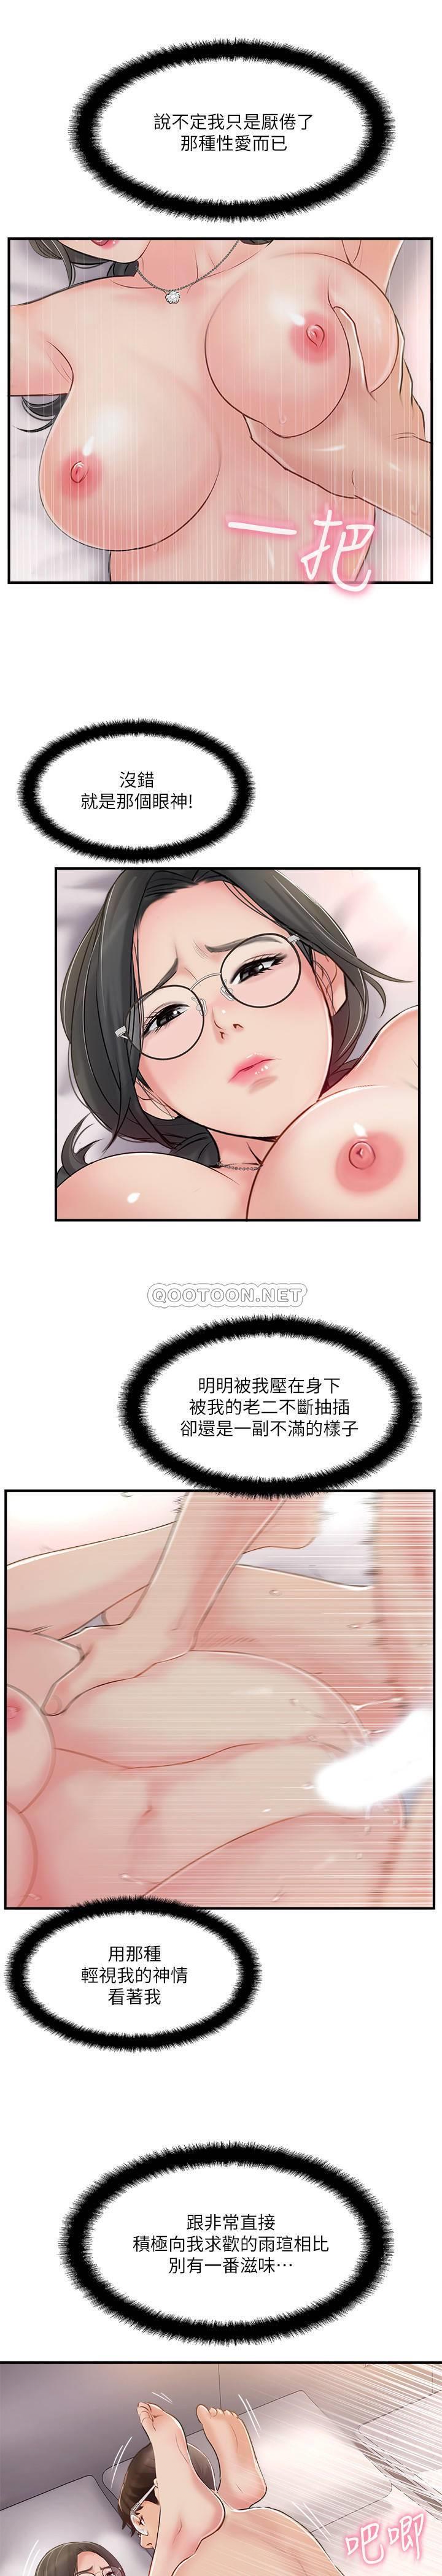 說不定我只是厭倦了
那種性愛而已
一把
沒錯
就是那個眼神!
QOOTOON.NET
明明被我壓在身下
被我的老二不斷抽插
卻還是一副不滿的樣子
用那種
輕視我的神情
看著我
跟非常直接
積極向我求歡的雨瑄相比
別有一番滋味…
吧唧